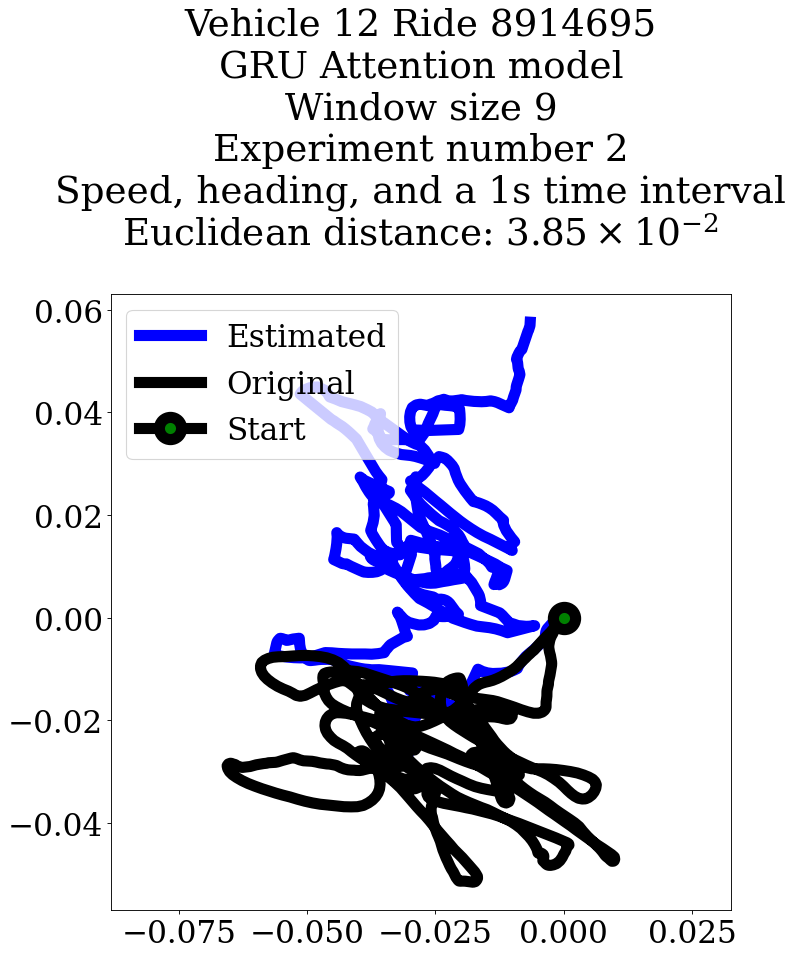 Vehicle 12 Ride 8914695
GRU Attention model
Window size 9
Experiment number 2
Speed, heading, and a 1s time interval
Euclidean distance: 3.85 × 10⁻²
0.06
0.04
0.02
0.00
−0.02
−0.04
Estimated
Original
Start
−0.075 −0.050 −0.025 0.000 0.025